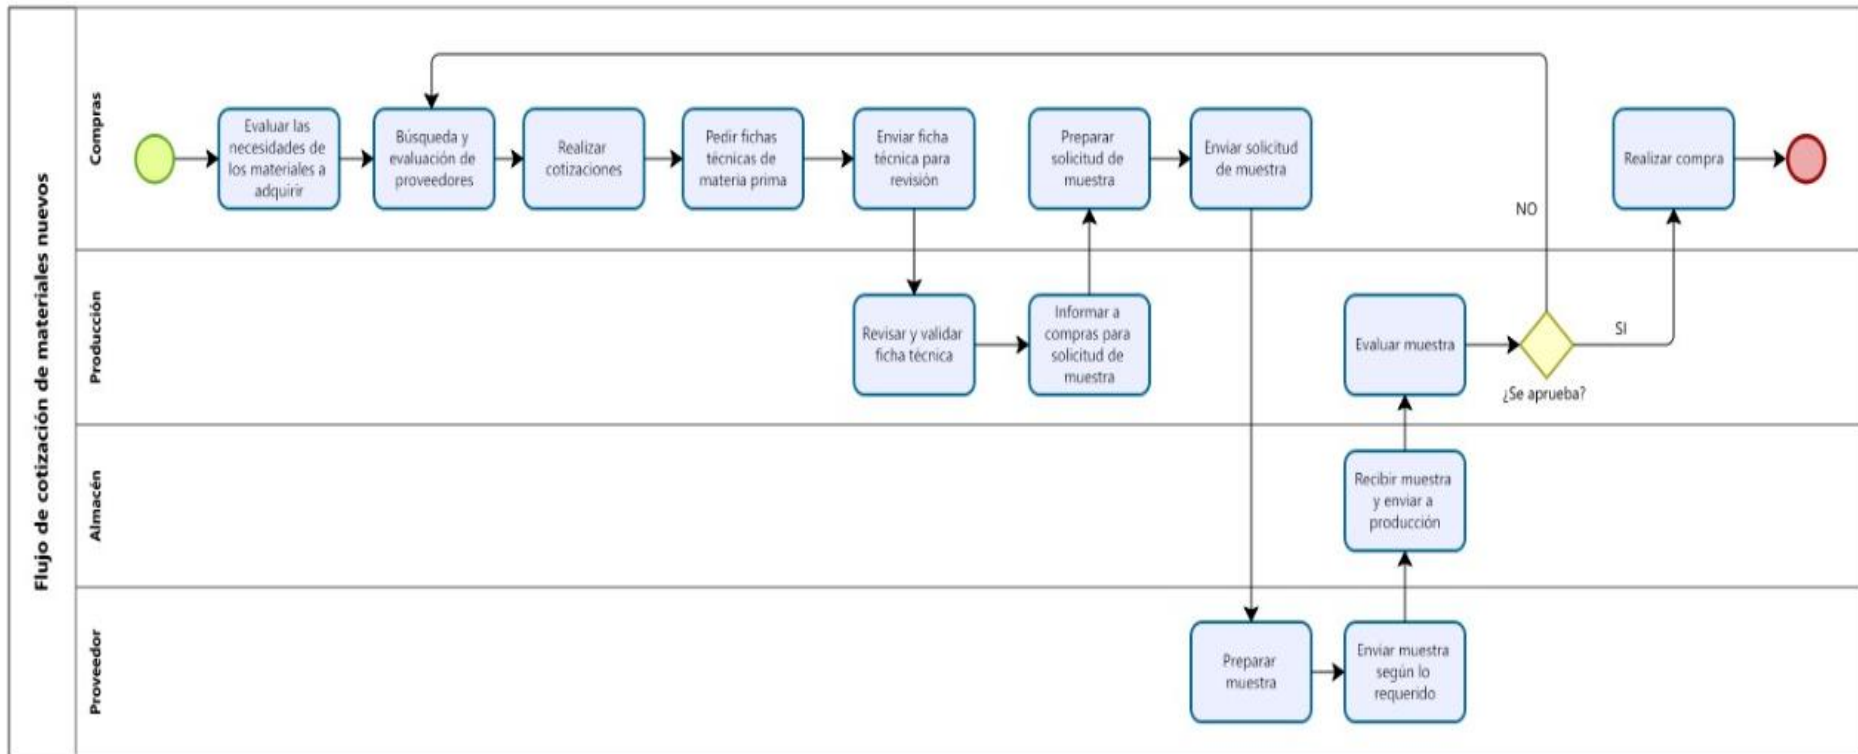 Flujo de cotización de materiales nuevos
Compras
Evaluar las
necesidades de
los materiales a
adquirir
Búsqueda y
evaluación de
proveedores
Realizar
cotizaciones
Pedir fichas
técnicas de
materia prima
Enviar ficha
técnica para
revisión
Preparar
solicitud de
muestra
Enviar solicitud
de muestra
Realizar compra
NO
Producción
Revisar y validar
ficha técnica
Informar a
compras para
solicitud de
muestra
Evaluar muestra
SI
¿Se aprueba?
Almacén
Recibir muestra
y enviar a
producción
Proveedor
Preparar
muestra
Enviar muestra
según lo
requerido